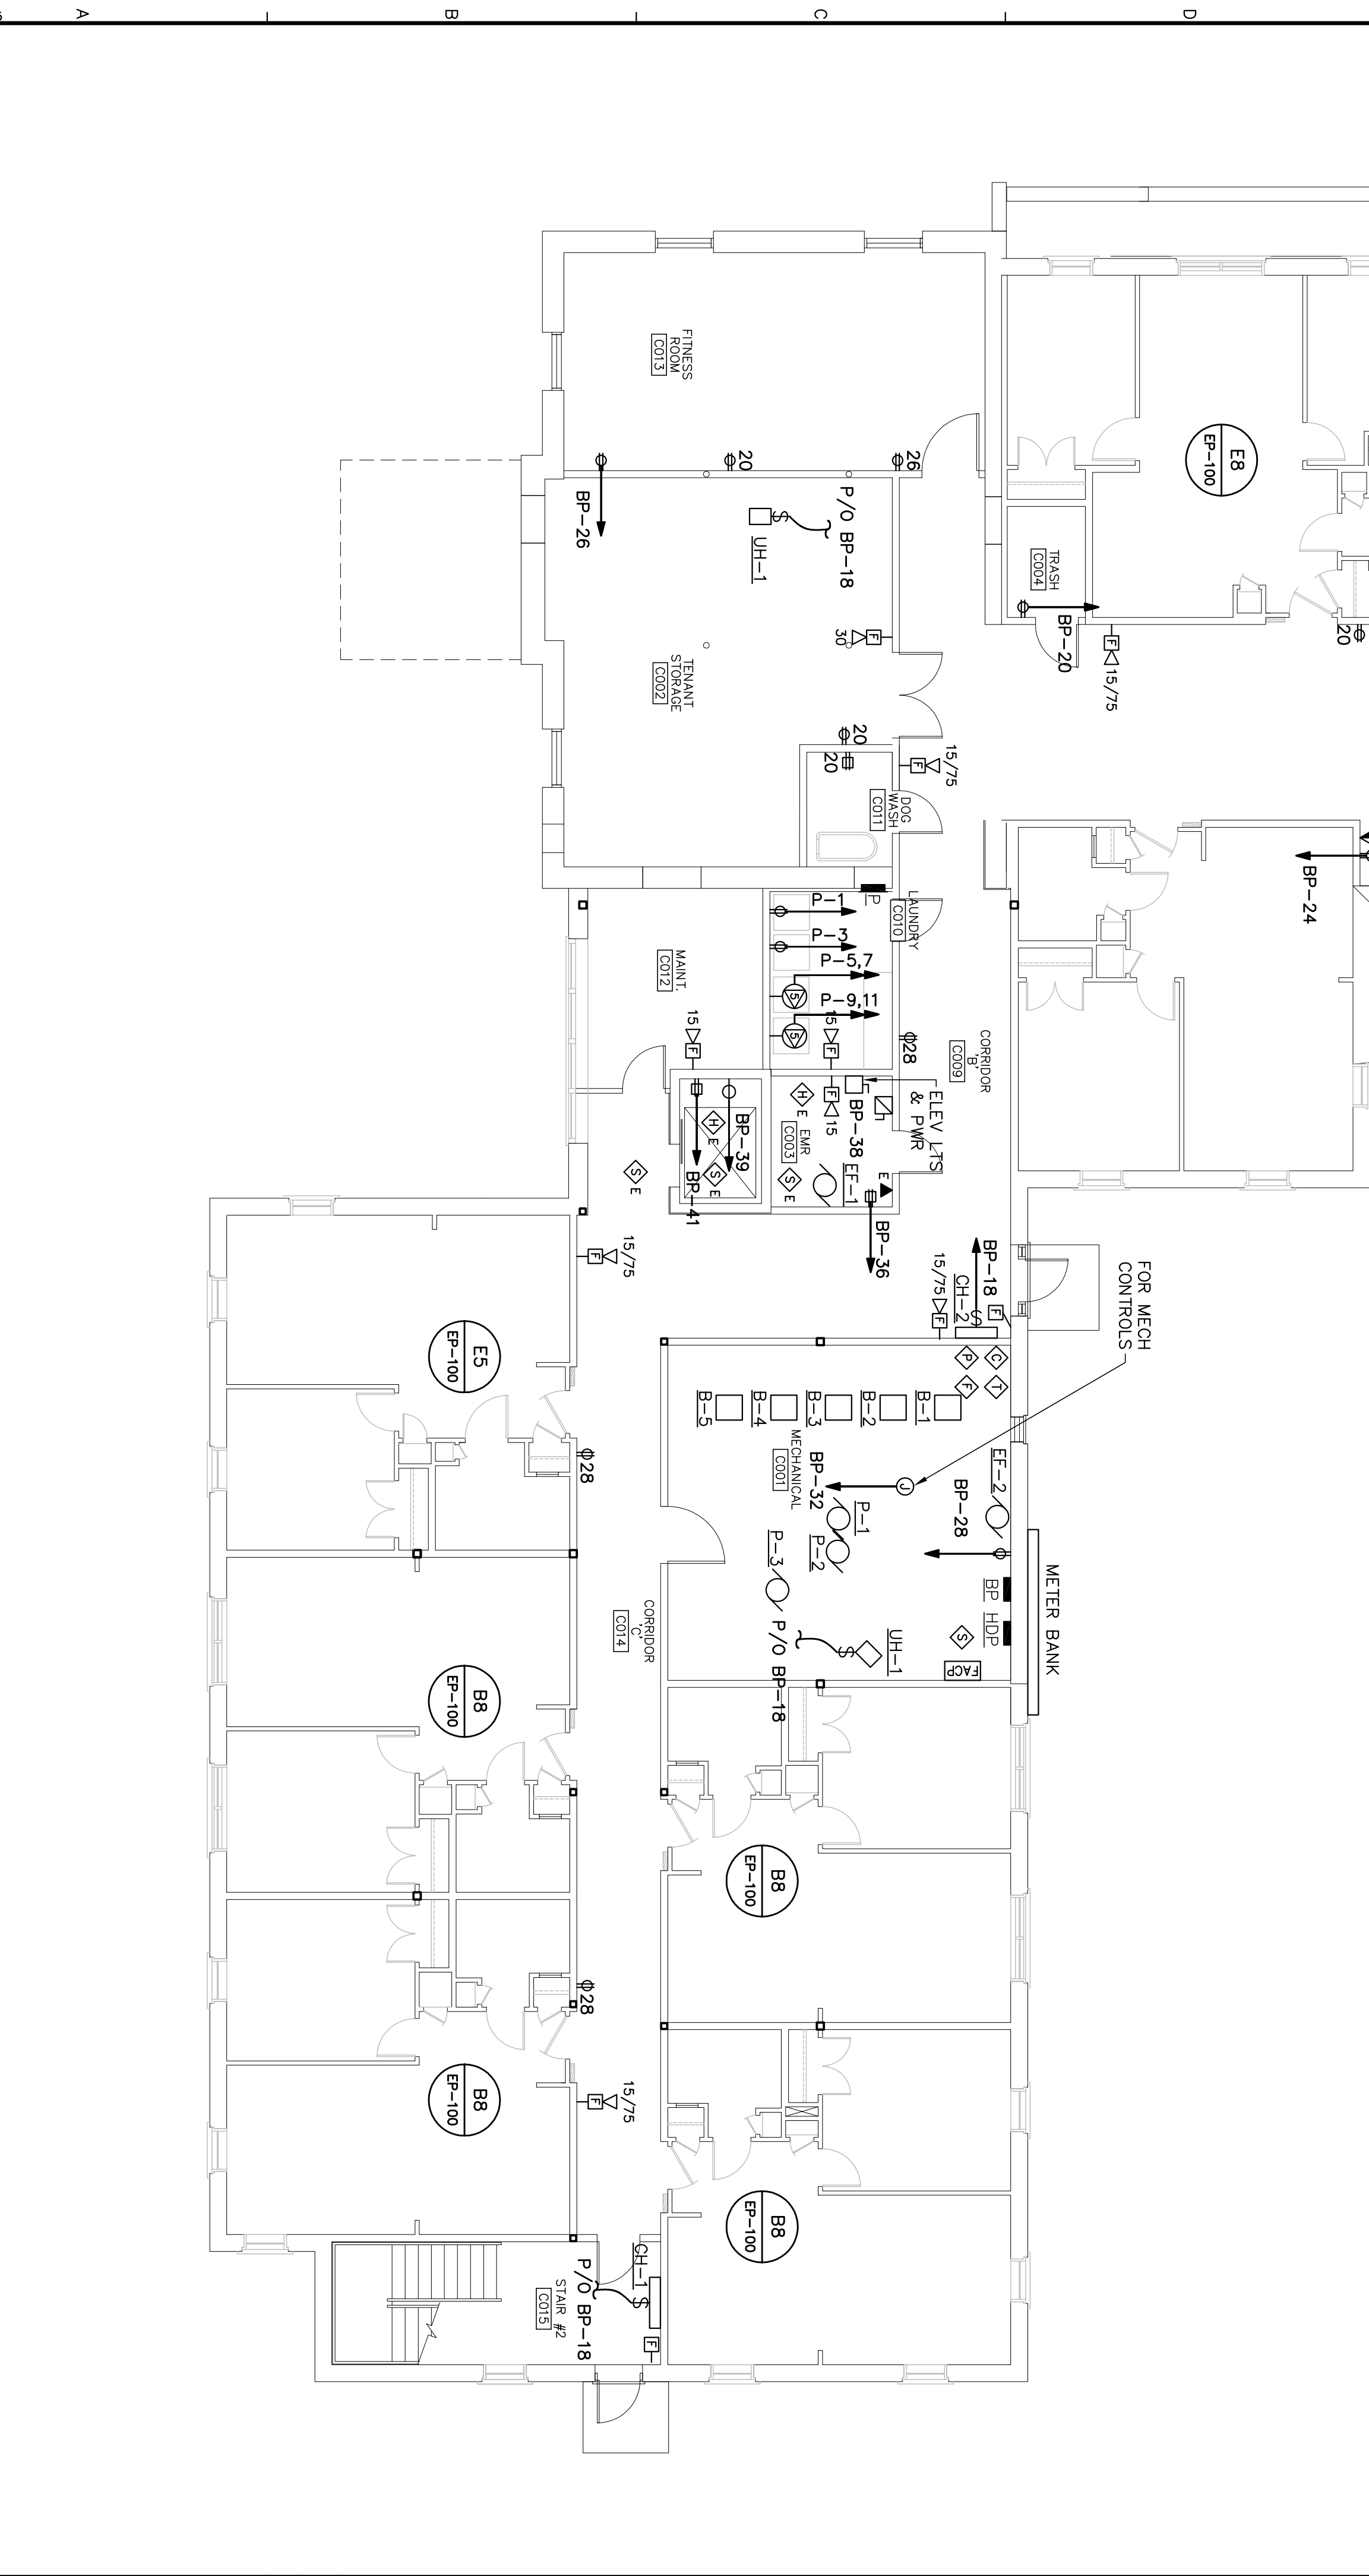 D
C
B
A
E8
EP-100
TRASH
C004
BP-20
15/75
20
BP-24
FITNESS
ROOM
C013
26
20
BP-26
P/O BP-18
UH-1
30
TENANT
STORAGE
C002
20
20
15/75
DOG
WASH
C011
LAUNDRY
C010
P
P-1
P-3
P-5,7
5
P-9,11
5
15
28
MAINT.
C012
15
CORRIDOR
'B'
C009
ELEV LTS
& PWR
BP-38
15
EMR
C003
H
E
S
E
EF-1
E
BP-36
BP-39
H
E
S
E
BP-41
S
E
FOR MECH
CONTROLS
BP-18
CH-2
S
F
15/75
F
C
T
P
F
B-1
B-2
B-3
B-4
B-5
MECHANICAL
C001
BP-32
J
P-1
P-2
P-3
EF-2
BP-28
BP
HDP
METER BANK
S
FACP
UH-1
S
P/O BP-18
15/75
F
E5
EP-100
28
CORRIDOR
'C'
C014
B8
EP-100
B8
EP-100
28
B8
EP-100
15/75
F
B8
EP-100
CH-1
S
F
P/O BP-18
STAIR #2
C015